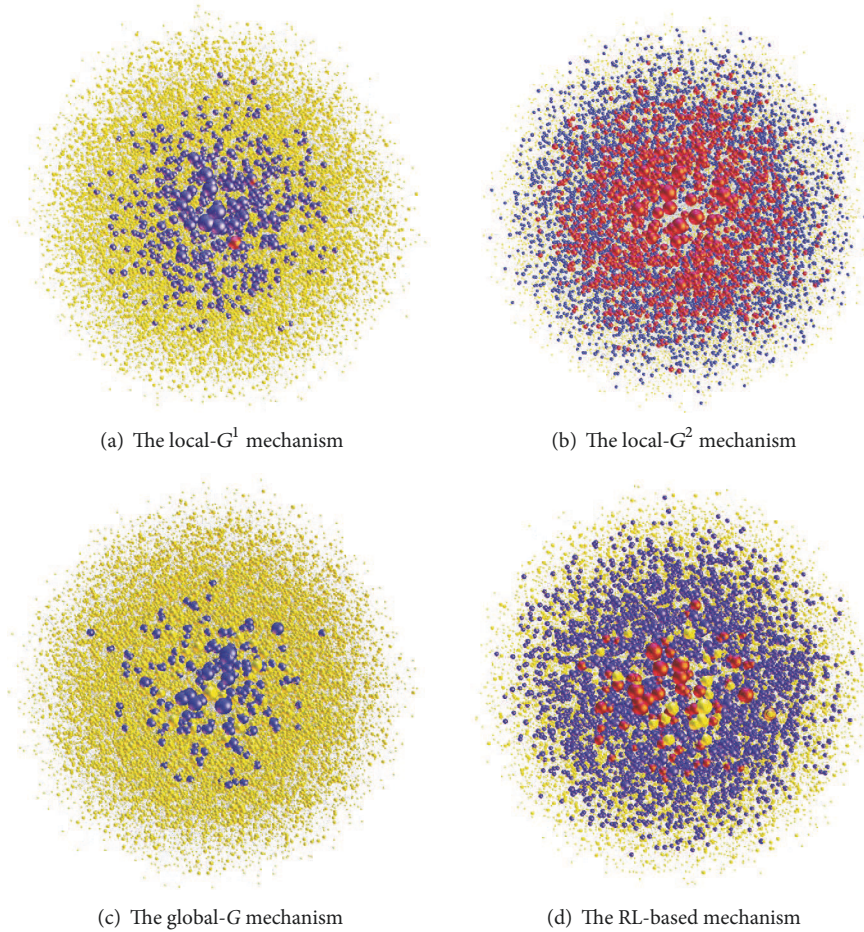 (a) The local-G¹ mechanism
(b) The local-G² mechanism
(c) The global-G mechanism
(d) The RL-based mechanism